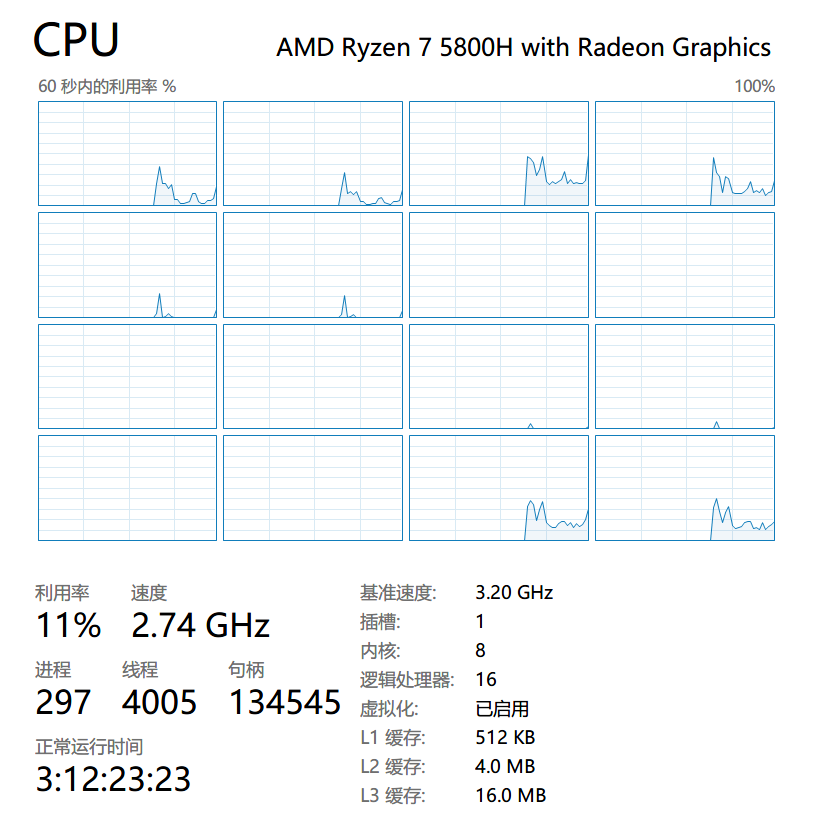 CPU
AMD Ryzen 7 5800H with Radeon Graphics
60 秒内的利用率 %
100%
利用率 速度
11% 2.74 GHz
进程 线程 句柄
297 4005 134545
正常运行时间
3:12:23:23
基准速度: 3.20 GHz
插槽: 1
内核: 8
逻辑处理器: 16
虚拟化: 已启用
L1 缓存: 512 KB
L2 缓存: 4.0 MB
L3 缓存: 16.0 MB